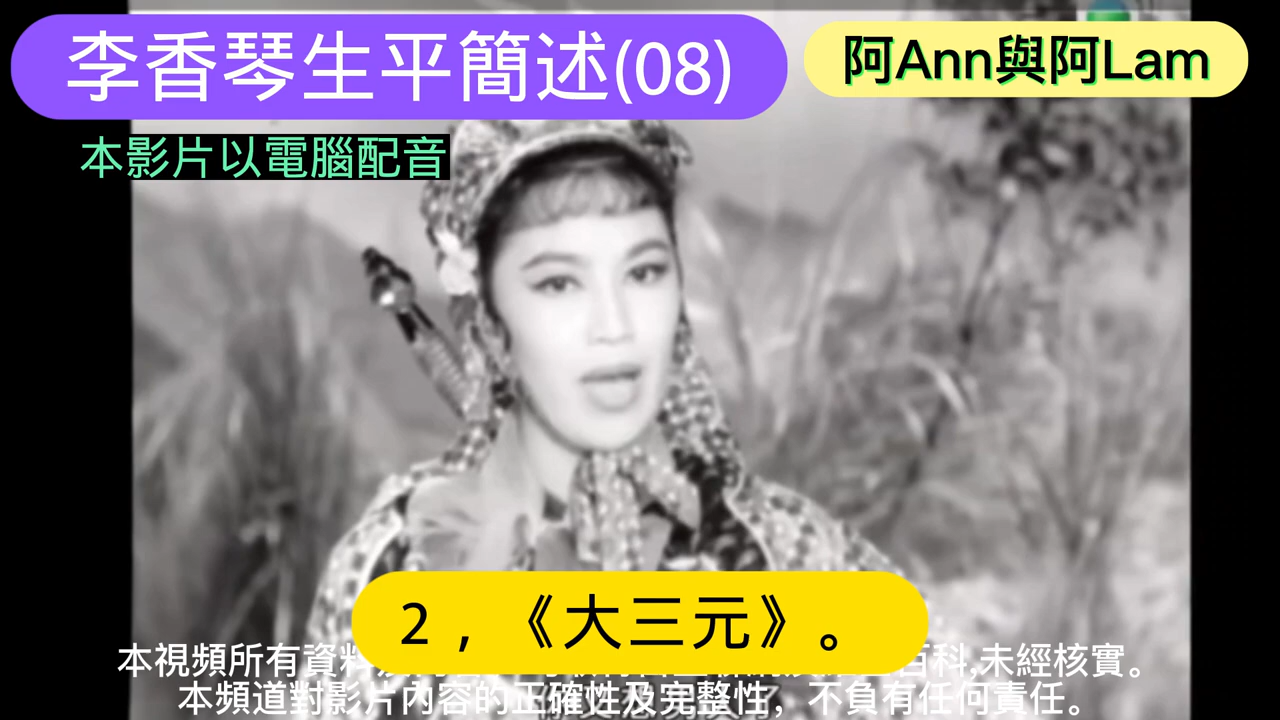 李香琴生平簡述(08)
阿Ann與阿Lam
本影片以電腦配音
2，《大三元》。
本視頻所有資料 百科,未經核實。
本頻道對影片內容的正確性及完整性，不負有任何責任。